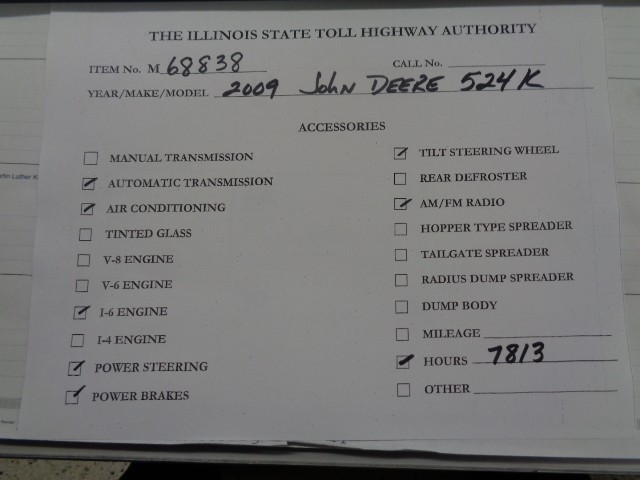 THE ILLINOIS STATE TOLL HIGHWAY AUTHORITY
ITEM No. M 68838 CALL No.
YEAR/MAKE/MODEL 2009 John DEERE 524K
ACCESSORIES
MANUAL TRANSMISSION
AUTOMATIC TRANSMISSION
AIR CONDITIONING
TINTED GLASS
V-8 ENGINE
V-6 ENGINE
I-6 ENGINE
I-4 ENGINE
POWER STEERING
POWER BRAKES
TILT STEERING WHEEL
REAR DEFROSTER
AM/FM RADIO
HOPPER TYPE SPREADER
TAILGATE SPREADER
RADIUS DUMP SPREADER
DUMP BODY
MILEAGE
HOURS 7813
OTHER
Luther K